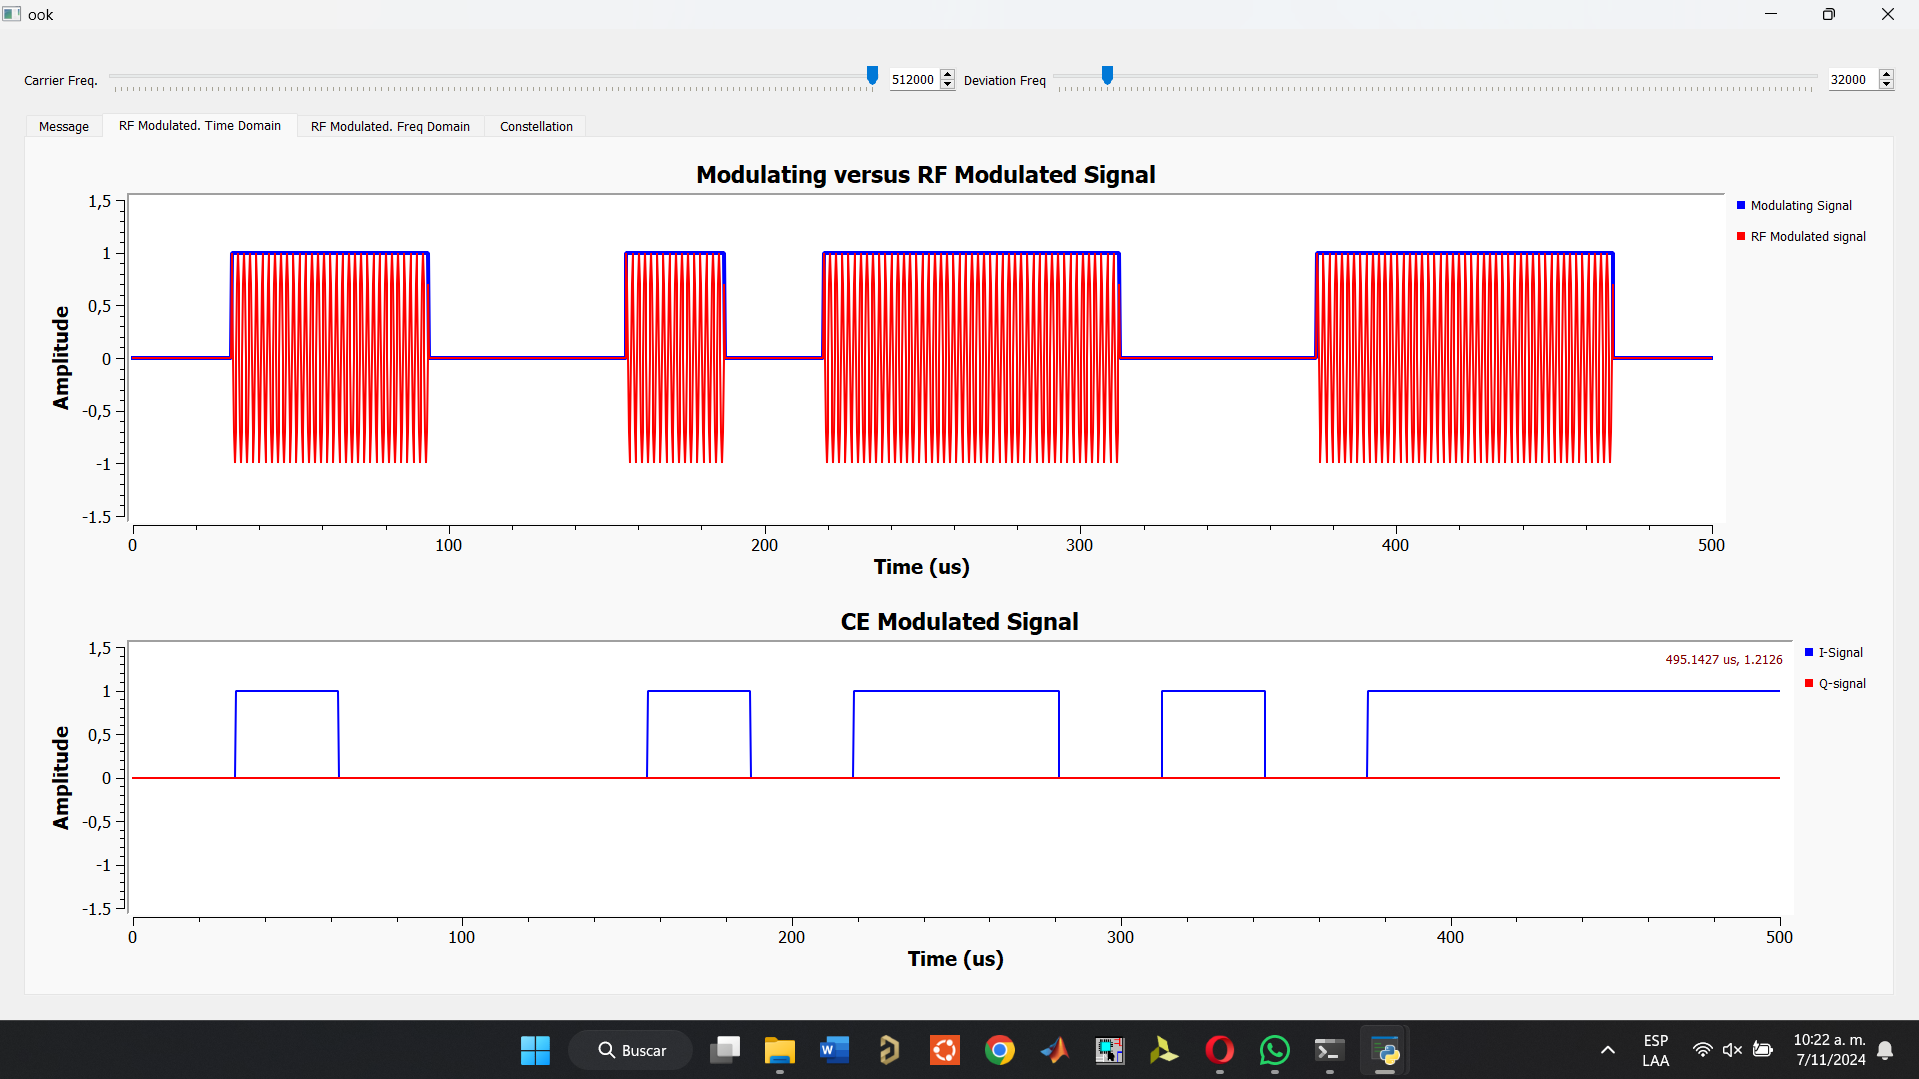 ook
Carrier Freq. 512000 Deviation Freq 32000
Message RF Modulated. Time Domain RF Modulated. Freq Domain Constellation
Modulating versus RF Modulated Signal
1,5
1
0,5
0
-0,5
-1
-1.5
Amplitude
0 100 200 300 400 500
Time (us)
Modulating Signal
RF Modulated signal
CE Modulated Signal
1,5
1
0,5
0
-0,5
-1
-1.5
Amplitude
495.1427 us, 1.2126
0 100 200 300 400 500
Time (us)
I-Signal
Q-signal
Buscar
W
ESP
LAA
10:22 a. m.
7/11/2024